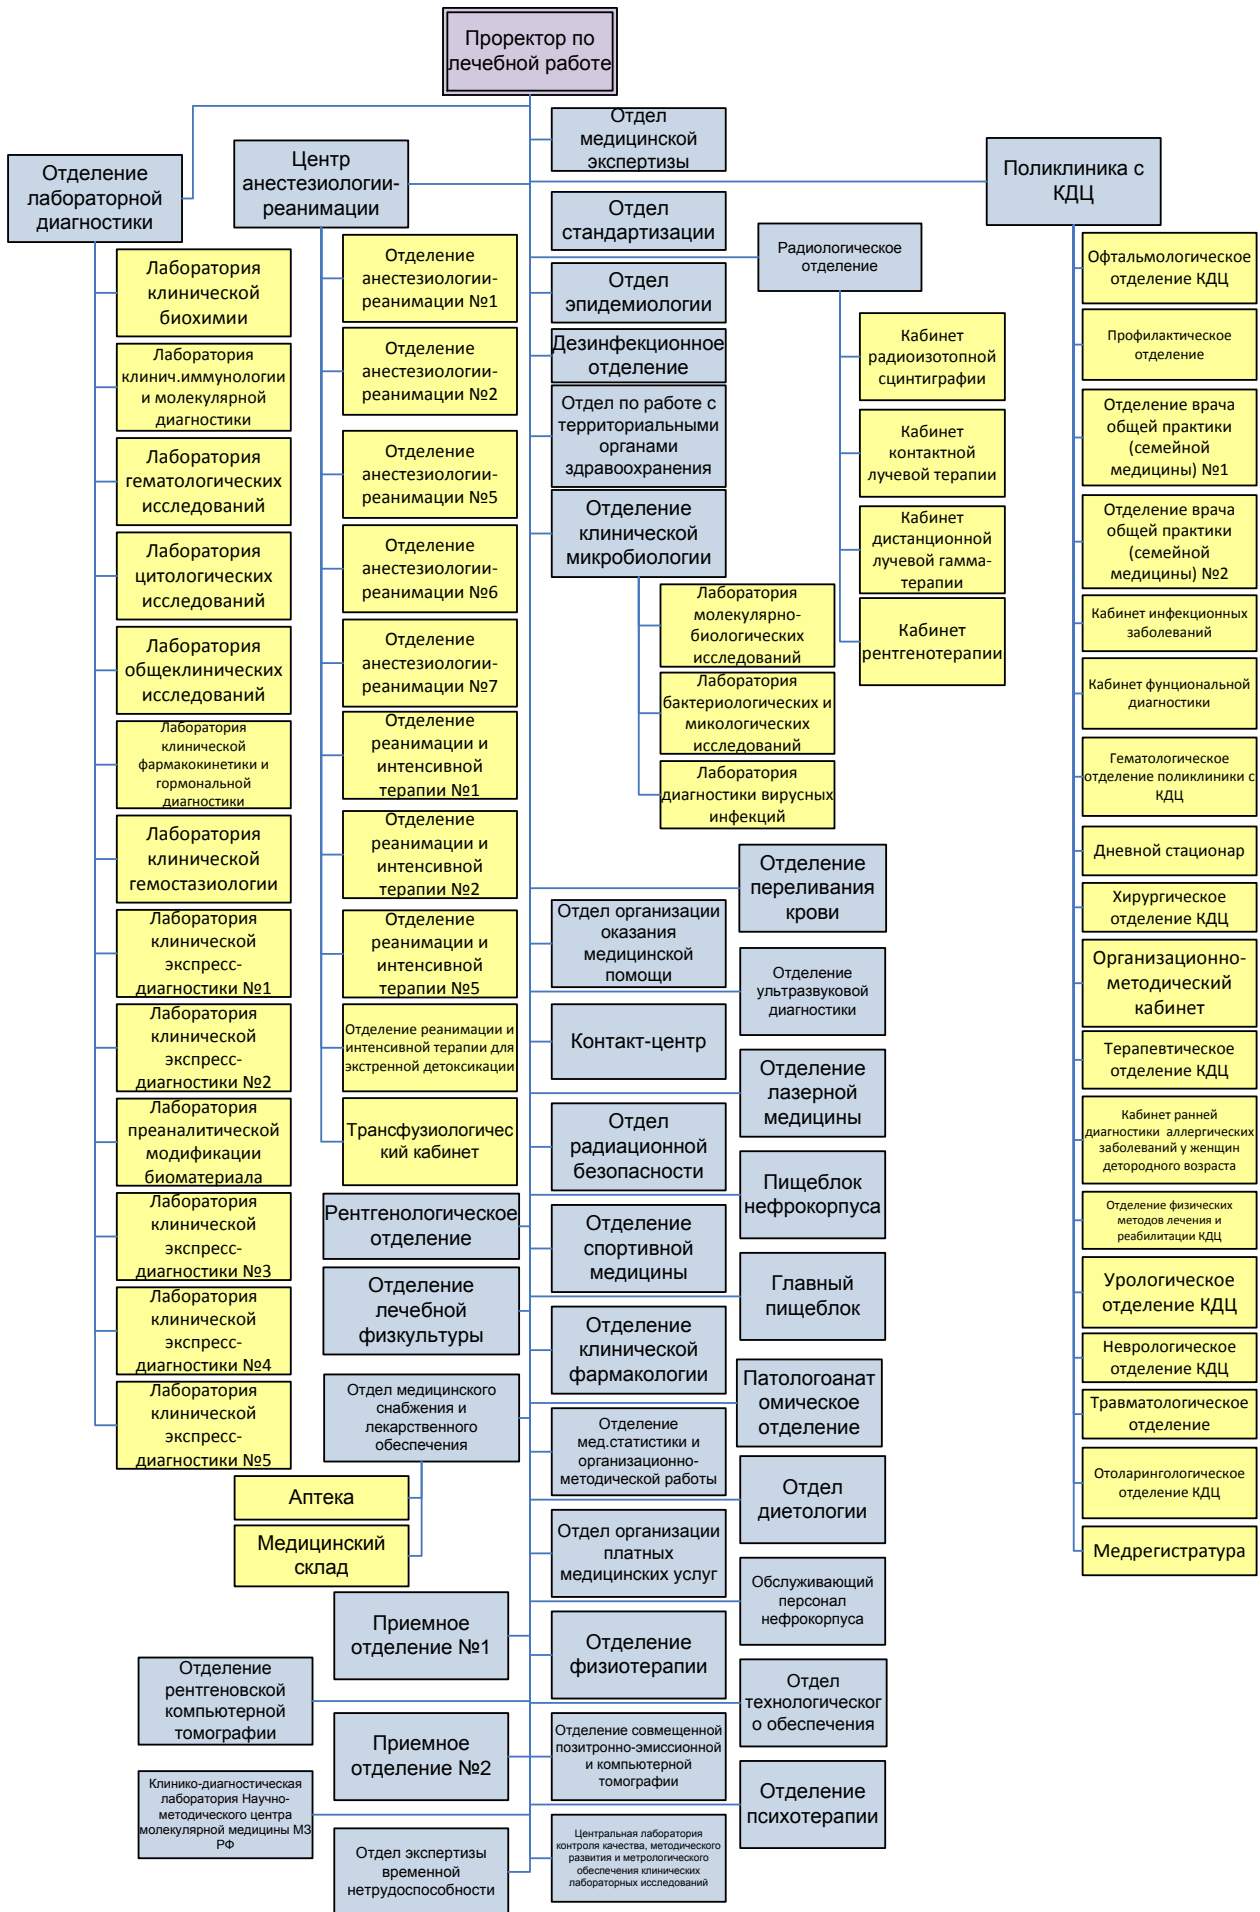 Проректор по
лечебной работе
Отделение
лабораторной
диагностики
Лаборатория
клинической
биохимии
Лаборатория
клинич.иммунологии
и молекулярной
диагностики
Лаборатория
гематологических
исследований
Лаборатория
цитологических
исследований
Лаборатория
общеклинических
исследований
Лаборатория
клинической
фармакокинетики и
гормональной
диагностики
Лаборатория
клинической
гемостазиологии
Лаборатория
клинической
экспресс-
диагностики №1
Лаборатория
клинической
экспресс-
диагностики №2
Лаборатория
преаналитической
модификации
биоматериала
Лаборатория
клинической
экспресс-
диагностики №3
Лаборатория
клинической
экспресс-
диагностики №4
Лаборатория
клинической
экспресс-
диагностики №5
Центр
анестезиологии-
реанимации
Отделение
анестезиологии-
реанимации №1
Отделение
анестезиологии-
реанимации №2
Отделение
анестезиологии-
реанимации №5
Отделение
анестезиологии-
реанимации №6
Отделение
анестезиологии-
реанимации №7
Отделение
реанимации и
интенсивной
терапии №1
Отделение
реанимации и
интенсивной
терапии №2
Отделение
реанимации и
интенсивной
терапии №5
Отделение реанимации и
интенсивной терапии для
экстренной детоксикации
Трансфузиологичес
кий кабинет
Рентгенологическое
отделение
Отделение
лечебной
физкультуры
Отдел медицинского
снабжения и
лекарственного
обеспечения
Аптека
Медицинский
склад
Приемное
отделение №1
Отделение
рентгеновской
компьютерной
томографии
Приемное
отделение №2
Клинико-диагностическая
лаборатория Научно-
методического центра
молекулярной медицины МЗ
РФ
Отдел экспертизы
временной
нетрудоспособности
Отдел
медицинской
экспертизы
Отдел
стандартизации
Отдел
эпидемиологии
Дезинфекционное
отделение
Отдел по работе с
территориальными
органами
здравоохранения
Отделение
клинической
микробиологии
Лаборатория
молекулярно-
биологических
исследований
Лаборатория
бактериологических и
микологических
исследований
Лаборатория
диагностики вирусных
инфекций
Отдел организации
оказания
медицинской
помощи
Контакт-центр
Отдел
радиационной
безопасности
Отделение
спортивной
медицины
Отделение
клинической
фармакологии
Отделение
мед.статистики и
организационно-
методической работы
Отдел организации
платных
медицинских услуг
Отделение
физиотерапии
Отделение совмещенной
позитронно-эмиссионной
и компьютерной
томографии
Центральная лаборатория
контроля качества, методического
развития и метрологического
обеспечения клинических
лабораторных исследований
Радиологическое
отделение
Кабинет
радиоизотопной
сцинтиграфии
Кабинет
контактной
лучевой терапии
Кабинет
дистанционной
лучевой гамма-
терапии
Кабинет
рентгенотерапии
Отделение
переливания
крови
Отделение
ультразвуковой
диагностики
Отделение
лазерной
медицины
Пищеблок
нефрокорпуса
Главный
пищеблок
Патологоанат
омическое
отделение
Отдел
диетологии
Обслуживающий
персонал
нефрокорпуса
Отдел
технологическог
о обеспечения
Отделение
психотерапии
Поликлиника с
КДЦ
Офтальмологическое
отделение КДЦ
Профилактическое
отделение
Отделение врача
общей практики
(семейной
медицины) №1
Отделение врача
общей практики
(семейной
медицины) №2
Кабинет инфекционных
заболеваний
Кабинет фунциональной
диагностики
Гематологическое
отделение поликлиники с
КДЦ
Дневной стационар
Хирургическое
отделение КДЦ
Организационно-
методический
кабинет
Терапевтическое
отделение КДЦ
Кабинет ранней
диагностики аллергических
заболеваний у женщин
детородного возраста
Отделение физических
методов лечения и
реабилитации КДЦ
Урологическое
отделение КДЦ
Неврологическое
отделение КДЦ
Травматологическое
отделение
Отоларингологическое
отделение КДЦ
Медрегистратура